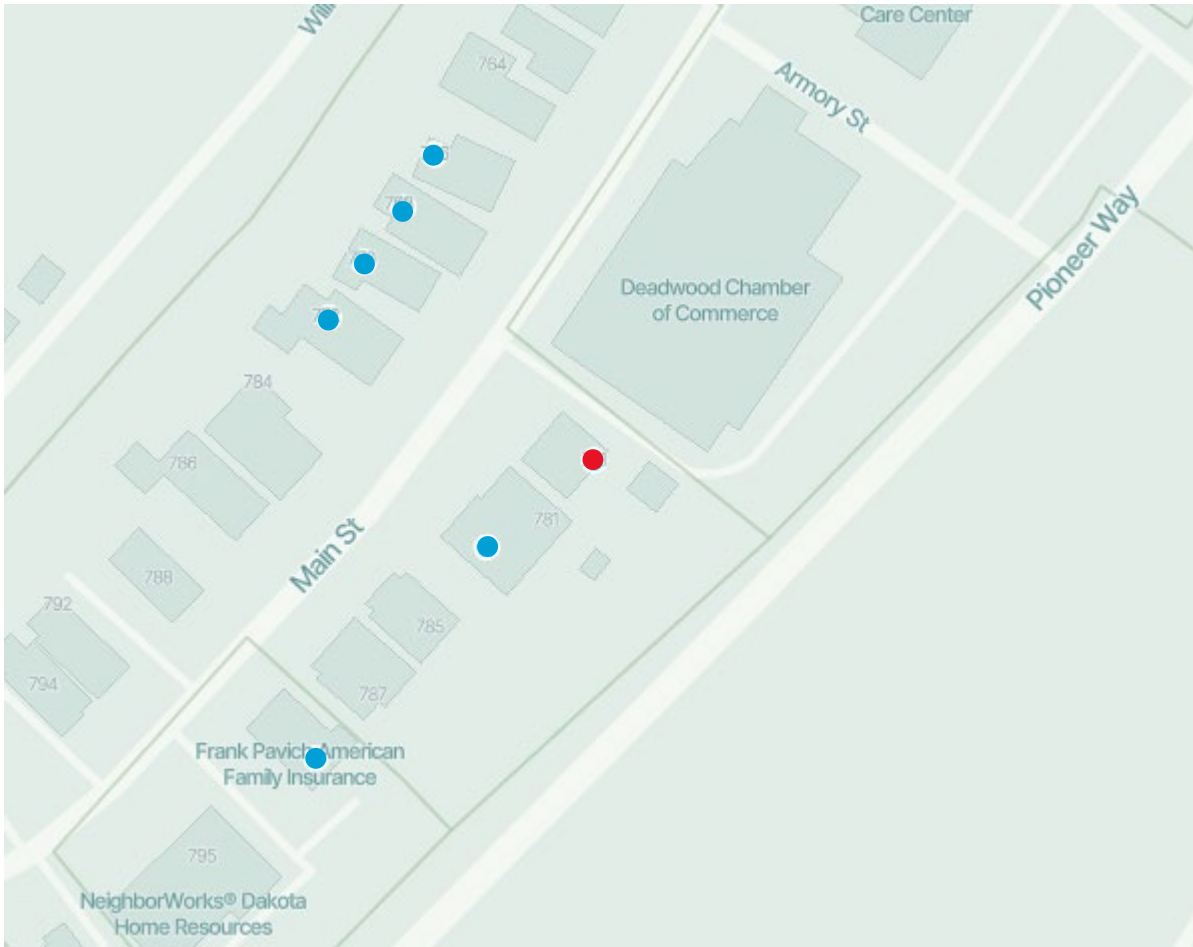 Care Center
764
Armory St
Pioneer Way
Deadwood Chamber
of Commerce
784
786
781
Main St
788
792
785
794
787
Frank Pavich American
Family Insurance
795
NeighborWorks® Dakota
Home Resources